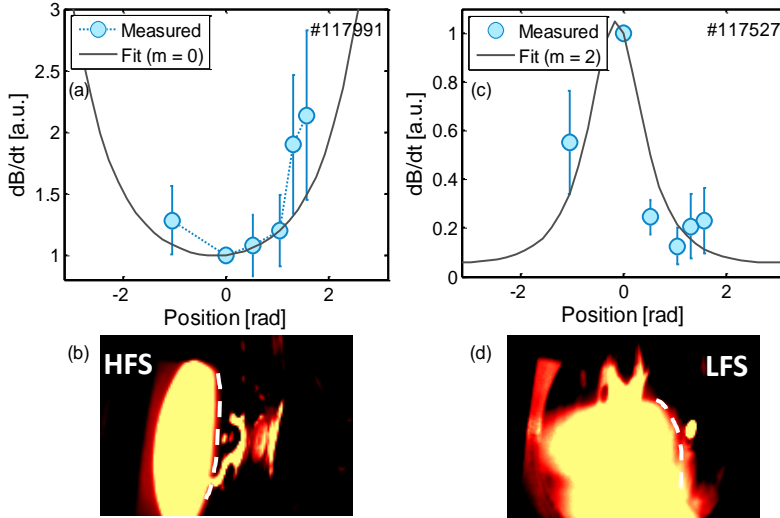 #117991
Measured
Fit (m = 0)
(a)
3
2.5
2
1.5
1
dB/dt [a.u.]
-2
0
2
Position [rad]
#117527
Measured
Fit (m = 2)
(c)
1
0.8
0.6
0.4
0.2
0
dB/dt [a.u.]
-2
0
2
Position [rad]
(b)
HFS
(d)
LFS